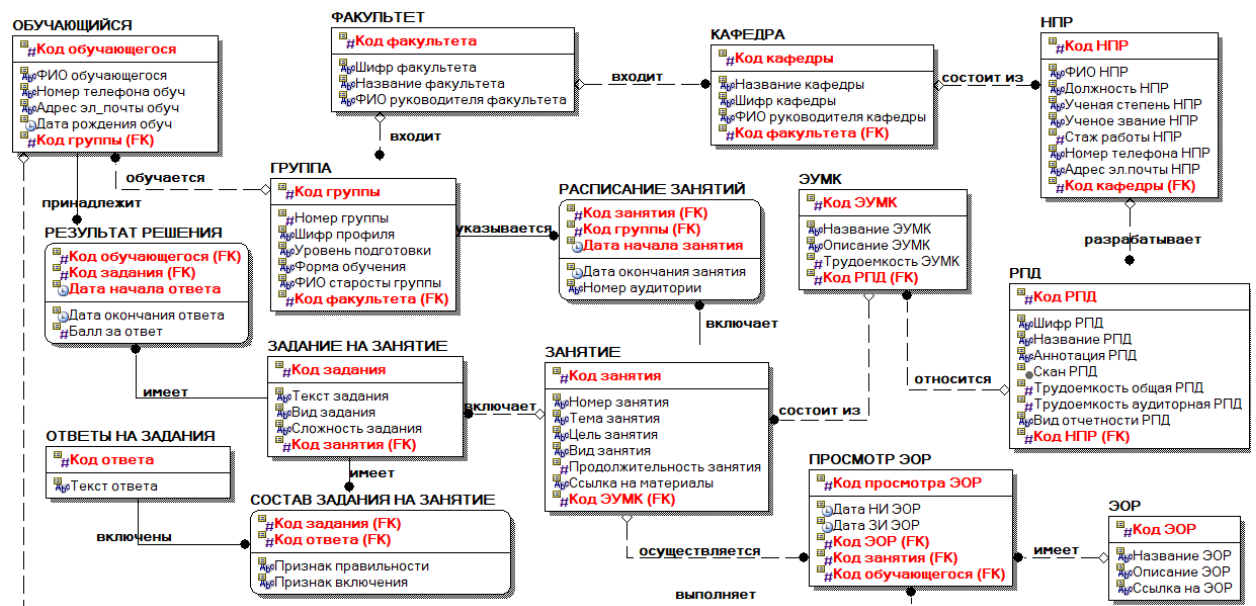 ОБУЧАЮЩИЙСЯ
#Код обучающегося
ФИО обучающегося
Номер телефона обуч
Адрес эл_почты обуч
Дата рождения обуч
#Код группы (FK)
ФАКУЛЬТЕТ
#Код факультета
Шифр факультета
Название факультета
ФИО руководителя факультета
входит
КАФЕДРА
#Код кафедры
Название кафедры
Шифр кафедры
ФИО руководителя кафедры
#Код факультета (FK)
состоит из
НПР
#Код НПР
ФИО НПР
Должность НПР
Ученая степень НПР
Ученое звание НПР
#Стаж работы НПР
Номер телефона НПР
Адрес эл.почты НПР
#Код кафедры (FK)
входит
обучается
принадлежит
ГРУППА
#Код группы
#Номер группы
Шифр профиля
Уровень подготовки
Форма обучения
ФИО старосты группы
#Код факультета (FK)
указывается
РАСПИСАНИЕ ЗАНЯТИЙ
#Код занятия (FK)
#Код группы (FK)
Дата начала занятия
Дата окончания занятия
Номер аудитории
включает
ЭУМК
#Код ЭУМК
Название ЭУМК
Описание ЭУМК
#Трудоемкость ЭУМК
#Код РПД (FK)
разрабатывает
РПД
#Код РПД
Шифр РПД
Название РПД
Аннотация РПД
Скан РПД
#Трудоемкость общая РПД
#Трудоемкость аудиторная РПД
Вид отчетности РПД
#Код НПР (FK)
относится
РЕЗУЛЬТАТ РЕШЕНИЯ
#Код обучающегося (FK)
#Код задания (FK)
Дата начала ответа
Дата окончания ответа
#Балл за ответ
имеет
ЗАДАНИЕ НА ЗАНЯТИЕ
#Код задания
Текст задания
Вид задания
Сложность задания
#Код занятия (FK)
включает
ЗАНЯТИЕ
#Код занятия
Номер занятия
Тема занятия
Цель занятия
Вид занятия
#Продолжительность занятия
Ссылка на материалы
#Код ЭУМК (FK)
состоит из
ОТВЕТЫ НА ЗАДАНИЯ
#Код ответа
Текст ответа
включены
имеет
СОСТАВ ЗАДАНИЯ НА ЗАНЯТИЕ
#Код задания (FK)
#Код ответа (FK)
Признак правильности
Признак включения
осуществляется
ПРОСМОТР ЭОР
#Код просмотра ЭОР
Дата НИ ЭОР
Дата ЗИ ЭОР
#Код ЭОР (FK)
#Код занятия (FK)
#Код обучающегося (FK)
имеет
ЭОР
#Код ЭОР
Название ЭОР
Описание ЭОР
Ссылка на ЭОР
выполняет